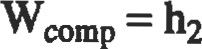 W_comp = h_2